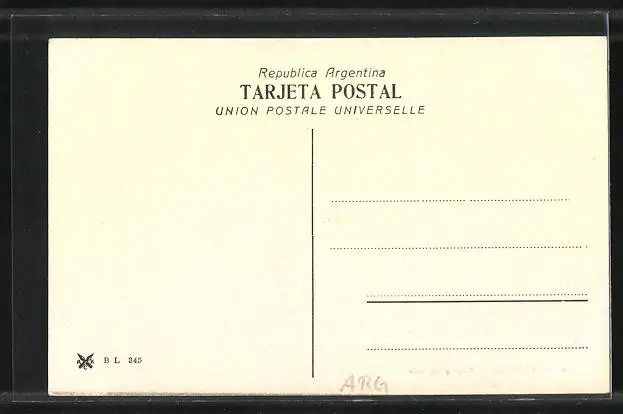 Republica Argentina
TARJETA POSTAL
UNION POSTALE UNIVERSELLE
B L 345
ARG